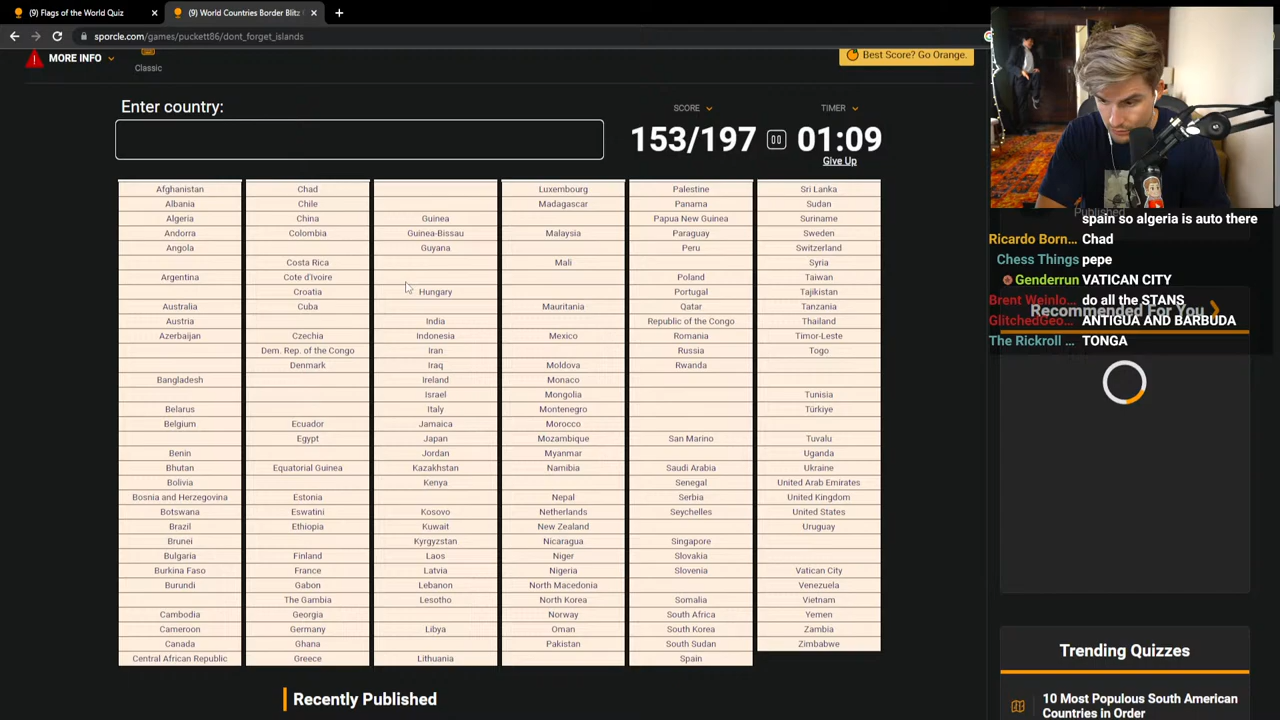 (9) Flags of the World Quiz
(9) World Countries Border Blitz
sporcle.com/games/puckett86/dont_forget_islands
MORE INFO
Classic
Best Score? Go Orange.
Enter country:
SCORE
TIMER
153/197
01:09
Give Up
Afghanistan
Albania
Algeria
Andorra
Angola
Argentina
Australia
Austria
Azerbaijan
Bangladesh
Belarus
Belgium
Benin
Bhutan
Bolivia
Bosnia and Herzegovina
Botswana
Brazil
Brunei
Bulgaria
Burkina Faso
Burundi
Cambodia
Cameroon
Canada
Central African Republic
Chad
Chile
China
Colombia
Costa Rica
Cote d'Ivoire
Croatia
Cuba
Czechia
Dem. Rep. of the Congo
Denmark
Ecuador
Egypt
Equatorial Guinea
Estonia
Eswatini
Ethiopia
Finland
France
Gabon
The Gambia
Georgia
Germany
Ghana
Greece
Guinea
Guinea-Bissau
Guyana
Hungary
India
Indonesia
Iran
Iraq
Ireland
Israel
Italy
Jamaica
Japan
Jordan
Kazakhstan
Kenya
Kosovo
Kuwait
Kyrgyzstan
Laos
Latvia
Lebanon
Lesotho
Libya
Lithuania
Luxembourg
Madagascar
Malaysia
Mali
Mauritania
Mexico
Moldova
Monaco
Mongolia
Montenegro
Morocco
Mozambique
Myanmar
Namibia
Nepal
Netherlands
New Zealand
Nicaragua
Niger
Nigeria
North Macedonia
North Korea
Norway
Oman
Pakistan
Palestine
Panama
Papua New Guinea
Paraguay
Peru
Poland
Portugal
Qatar
Republic of the Congo
Romania
Russia
Rwanda
San Marino
Saudi Arabia
Senegal
Serbia
Seychelles
Singapore
Slovakia
Slovenia
Somalia
South Africa
South Korea
South Sudan
Spain
Sri Lanka
Sudan
Suriname
Sweden
Switzerland
Syria
Taiwan
Tajikistan
Tanzania
Thailand
Timor-Leste
Togo
Tunisia
Türkiye
Tuvalu
Uganda
Ukraine
United Arab Emirates
United Kingdom
United States
Uruguay
Vatican City
Venezuela
Vietnam
Yemen
Zambia
Zimbabwe
Published
spain so algeria is auto there
Ricardo Born... Chad
Chess Things pepe
Genderrun VATICAN CITY
Brent Weinlo... do all the STANS
Recommended For You
GlitchedGeo... ANTIGUA AND BARBUDA
The Rickroll ... TONGA
Trending Quizzes
10 Most Populous South American
Countries in Order
Recently Published